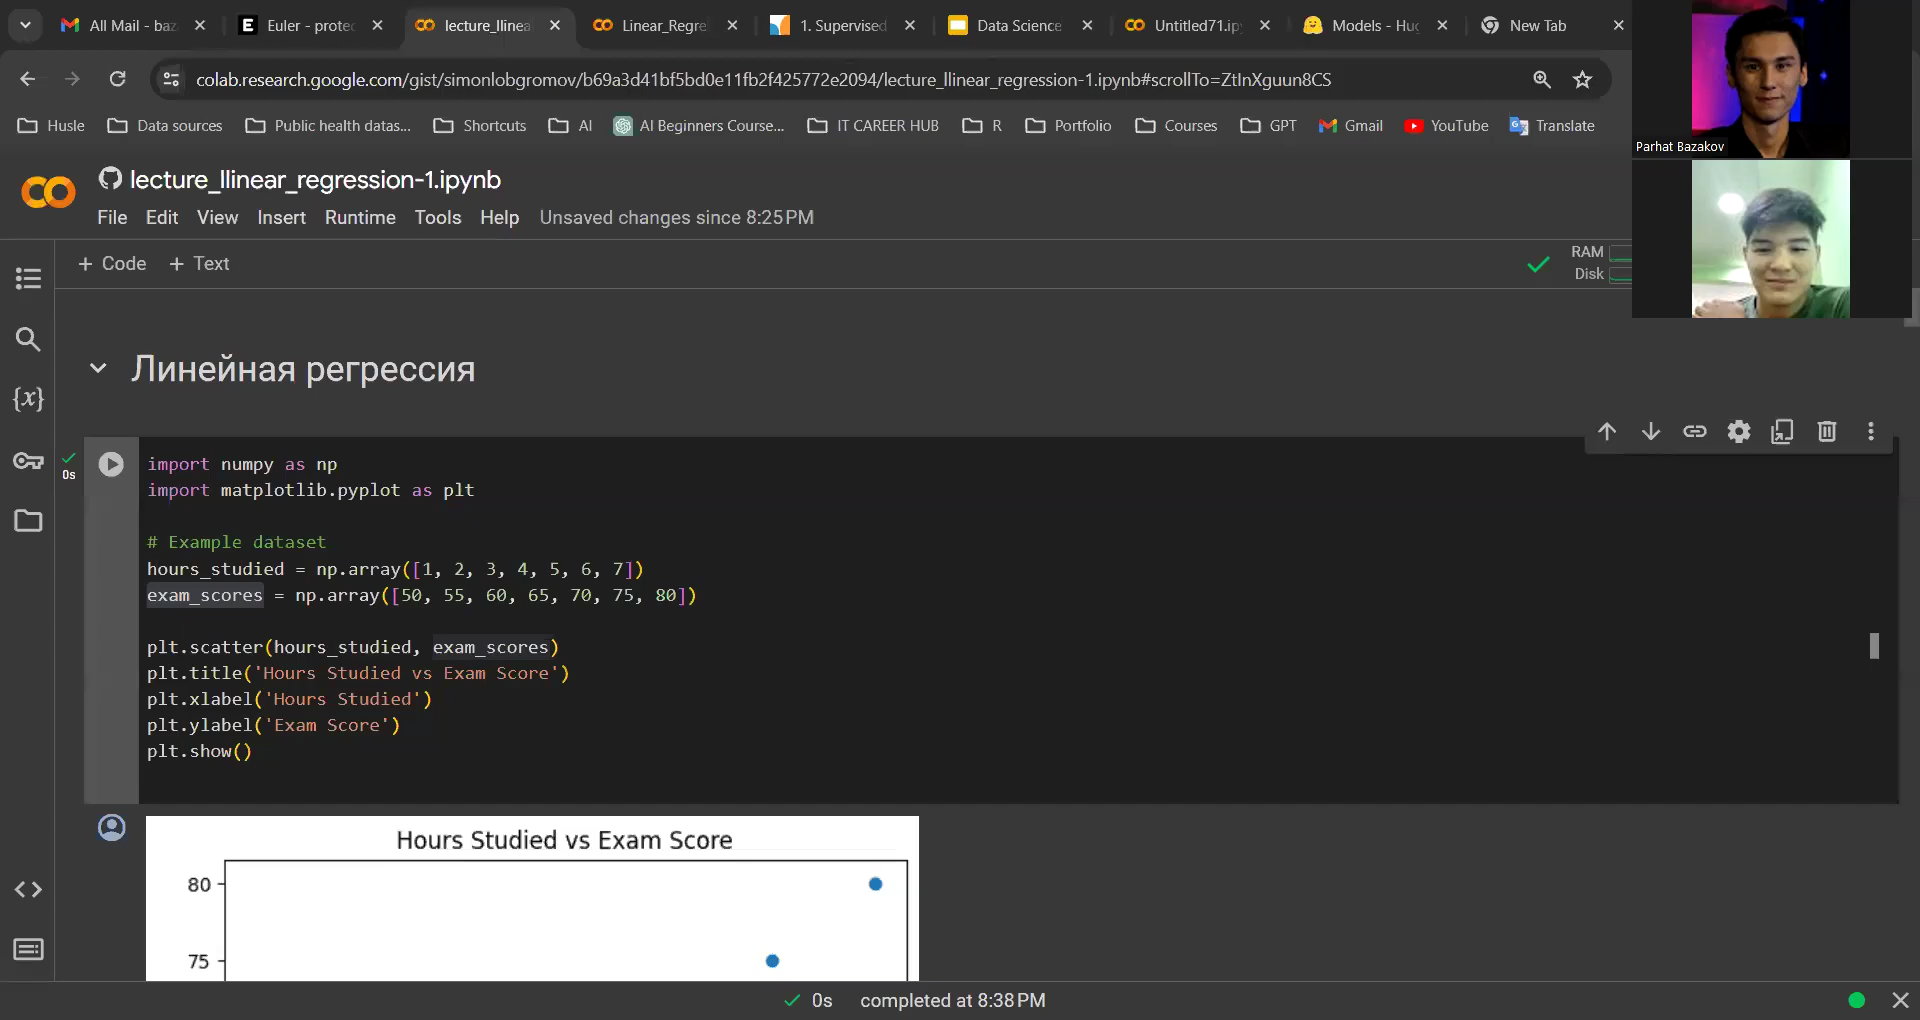 All Mail - baz
Euler - prote
lecture_lline
Linear_Regre
1. Supervised
Data Science
Untitled71.ip
Models - Hug
New Tab
colab.research.google.com/gist/simonlobgromov/b69a3d41bf5bd0e11fb2f425772e2094/lecture_llinear_regression-1.ipynb#scrollTo=ZtInXguun8CS
Husle
Data sources
Public health datas...
Shortcuts
AI
AI Beginners Course...
IT CAREER HUB
R
Portfolio
Courses
GPT
Gmail
YouTube
Translate
Parhat Bazakov
lecture_llinear_regression-1.ipynb
File Edit View Insert Runtime Tools Help Unsaved changes since 8:25 PM
+ Code + Text
RAM
Disk
Линейная регрессия
0s
import numpy as np
import matplotlib.pyplot as plt
# Example dataset
hours_studied = np.array([1, 2, 3, 4, 5, 6, 7])
exam_scores = np.array([50, 55, 60, 65, 70, 75, 80])
plt.scatter(hours_studied, exam_scores)
plt.title('Hours Studied vs Exam Score')
plt.xlabel('Hours Studied')
plt.ylabel('Exam Score')
plt.show()
Hours Studied vs Exam Score
80
75
0s completed at 8:38 PM